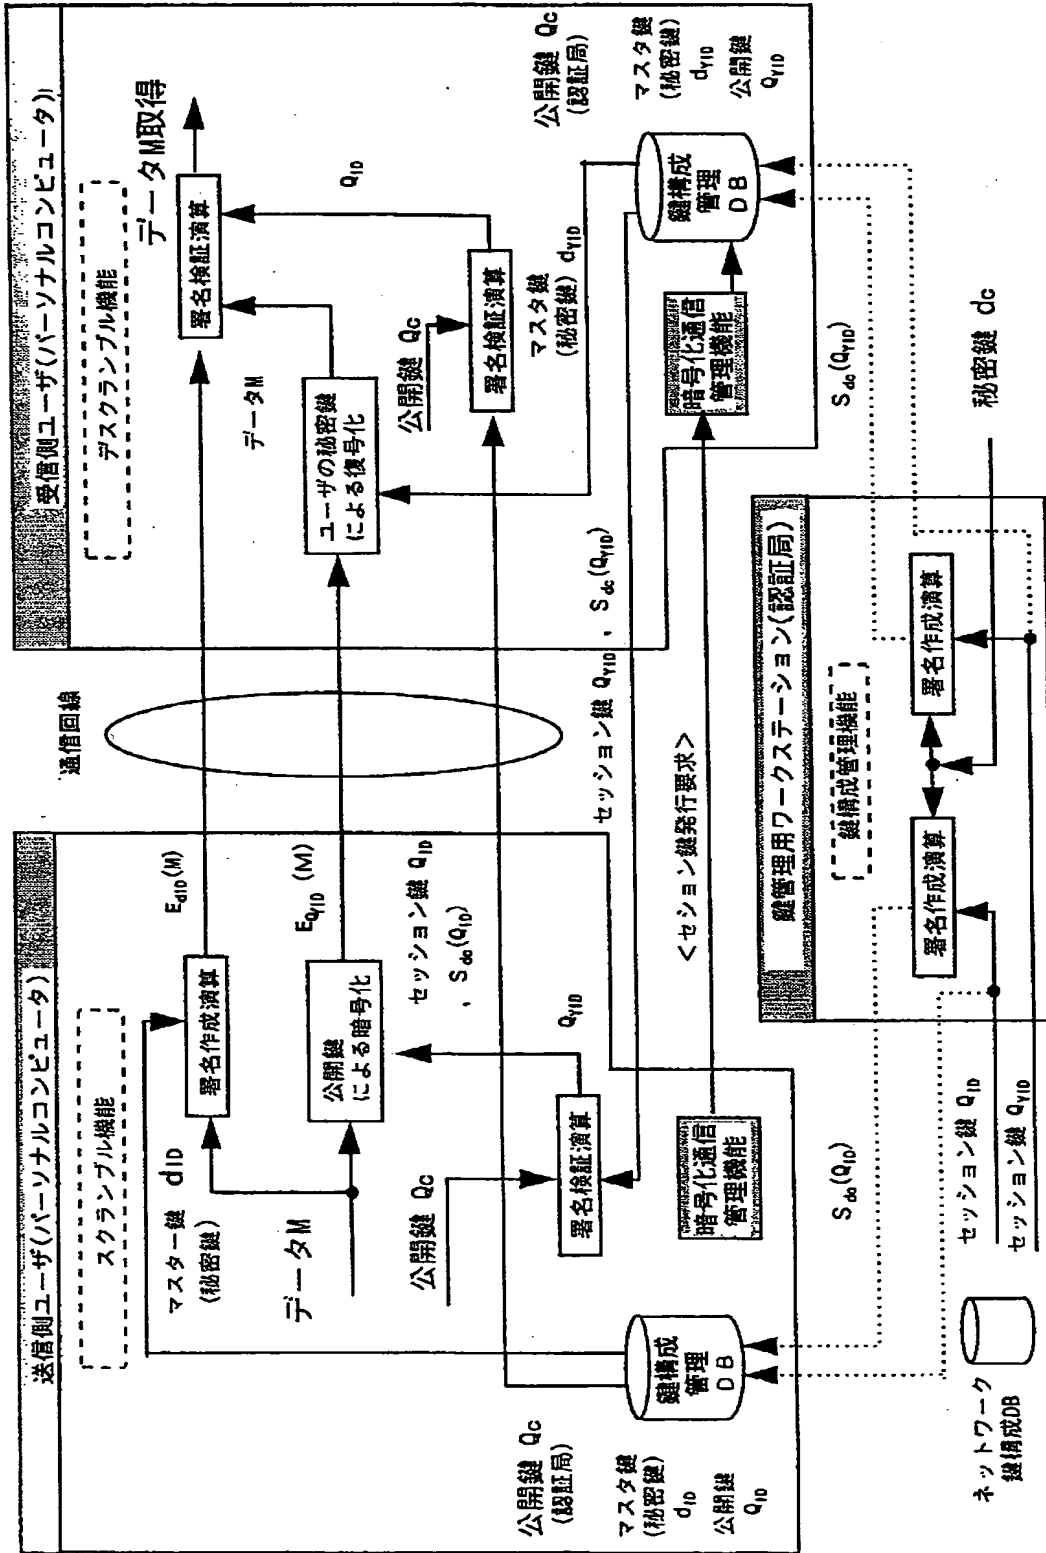 送信側ユーザ(パーソナルコンピュータ)
スクランブル機能
マスター鍵 dID
(秘密鍵)
署名作成演算
EdID(M)
データM
公開鍵
による暗号化
EQYID (M)
公開鍵 Qc
署名検証演算
QYID
セッション鍵 QID
, Sdc(QID)
暗号化通信
管理機能
<セション鍵発行要求>
鍵構成
管理
DB
公開鍵 Qc
(認証局)
マスタ鍵
(秘密鍵)
dID
公開鍵
QID
通信回線
セッション鍵 QYID , Sdc(QYID)
受信側ユーザ(パーソナルコンピュータ)
デスクランブル機能
署名検証演算
データM取得
データM
QID
ユーザの秘密鍵
による復号化
公開鍵 Qc
署名検証演算
マスタ鍵
(秘密鍵) dYID
暗号化通信
管理機能
鍵構成
管理
DB
公開鍵 Qc
(認証局)
マスタ鍵
(秘密鍵)
dYID
公開鍵
QYID
鍵管理用ワークステーション(認証局)
鍵構成管理機能
署名作成演算
署名作成演算
Sdc(QID)
Sdc(QYID)
秘密鍵 dc
セッション鍵 QID
セッション鍵 QYID
ネットワーク
鍵構成DB